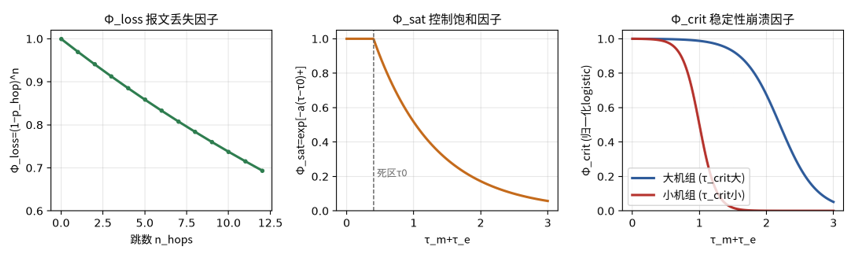 Φ_loss 报文丢失因子
Φ_loss=(1−p_hop)^n
1.0
0.9
0.8
0.7
0.6
0.0
2.5
5.0
7.5
10.0
12.5
跳数 n_hops
Φ_sat 控制饱和因子
Φ_sat=exp[−a(τ−τ0)+]
1.0
0.8
0.6
0.4
0.2
0.0
死区τ0
0
1
2
3
τ_m+τ_e
Φ_crit 稳定性崩溃因子
Φ_crit (归一化logistic)
1.0
0.8
0.6
0.4
0.2
0.0
大机组 (τ_crit大)
小机组 (τ_crit小)
0
1
2
3
τ_m+τ_e